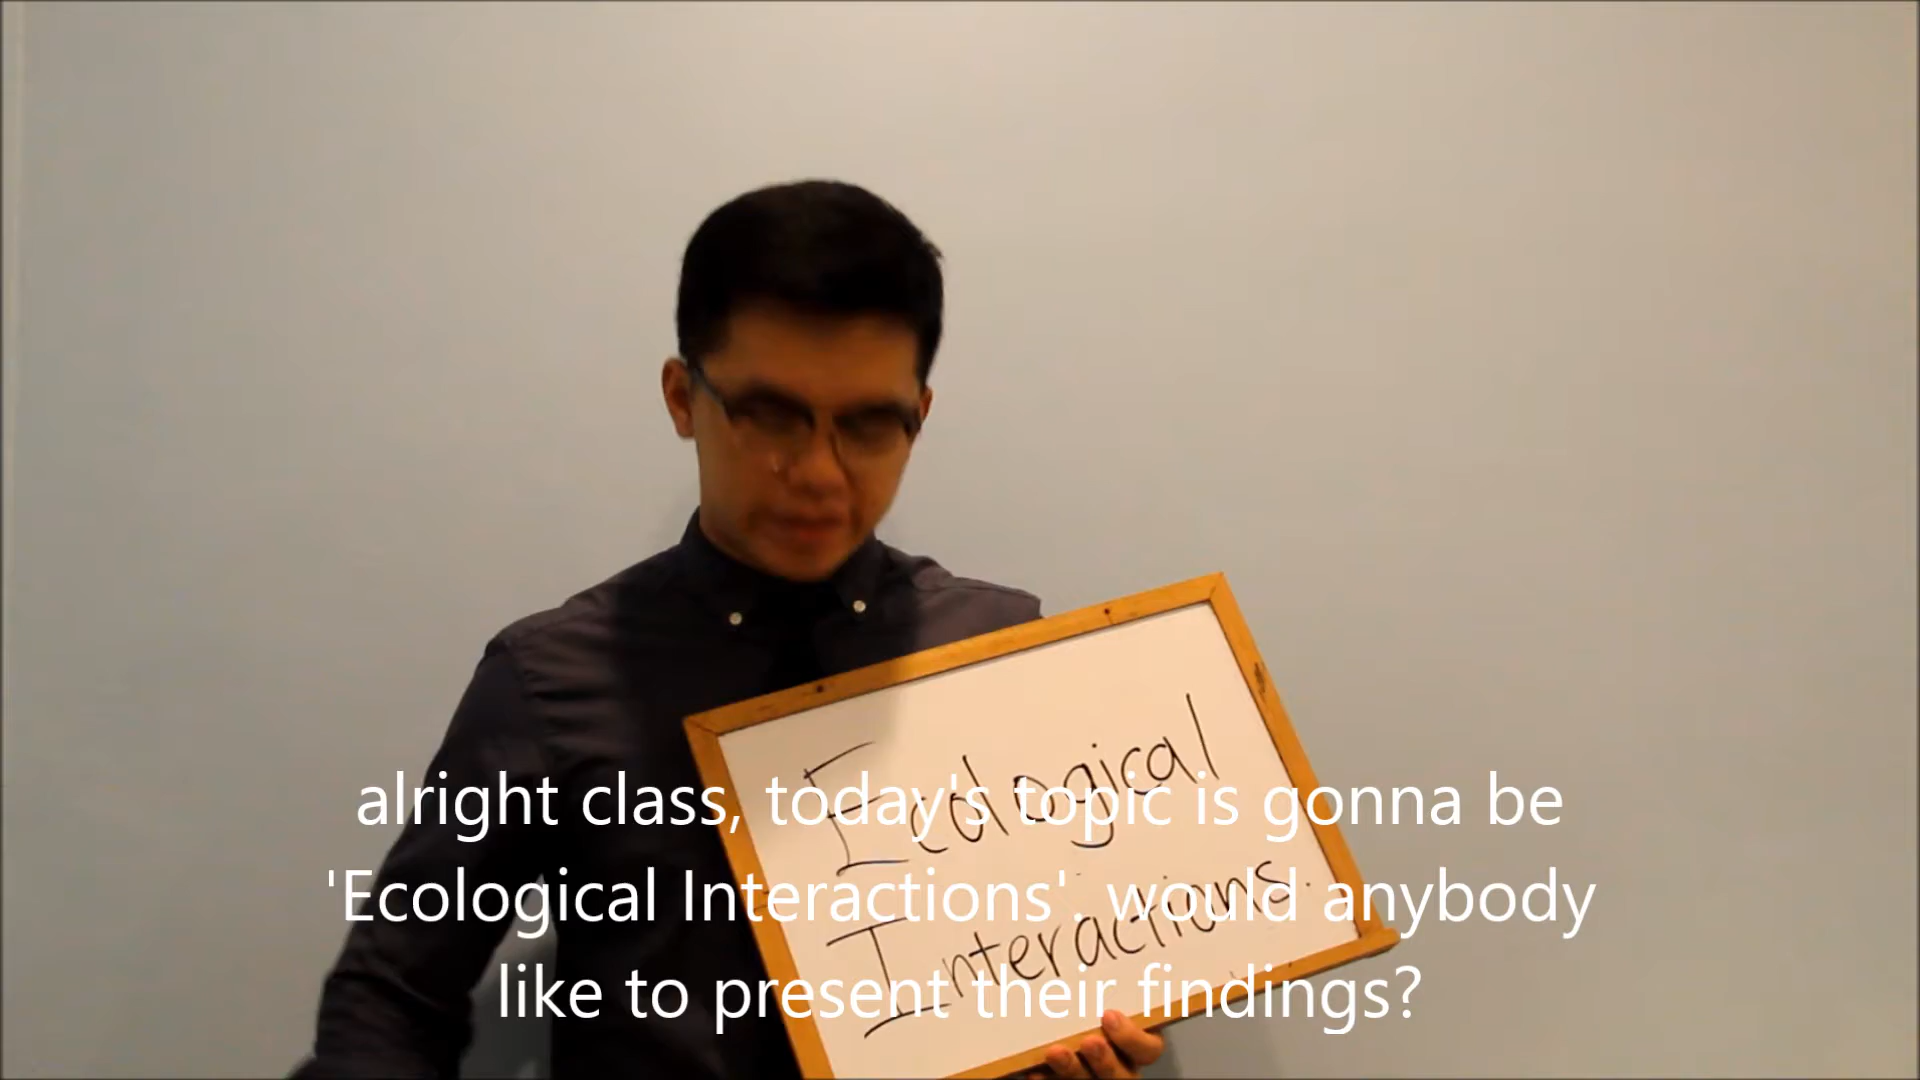 Ecological
Interactions.
alright class, today's topic is gonna be
'Ecological Interactions'. would anybody
like to present their findings?